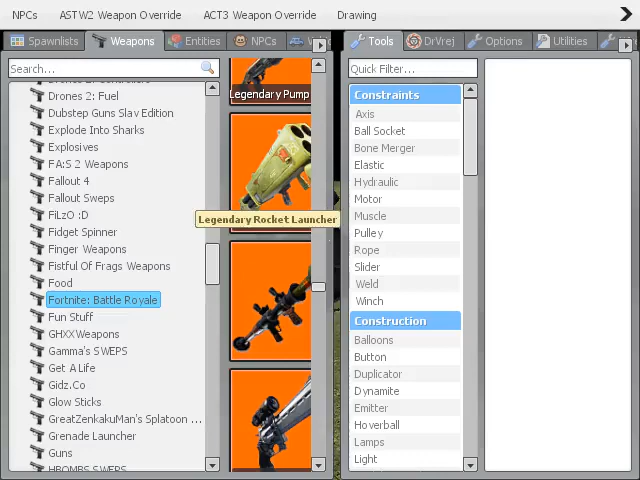 NPCs ASTW2 Weapon Override ACT3 Weapon Override Drawing
Spawnlists Weapons Entities NPCs
Tools DrVrej Options Utilities
Search...
Quick Filter...
Drones 2: Fuel
Dubstep Guns Slav Edition
Explode Into Sharks
Explosives
FA:S 2 Weapons
Fallout 4
Fallout Sweps
FiLzO :D
Fidget Spinner
Finger Weapons
Fistful Of Frags Weapons
Food
Fortnite: Battle Royale
Fun Stuff
GHXXWeapons
Gamma's SWEPS
Get A Life
Gidz.Co
Glow Sticks
GreatZenkakuMan's Splatoon ...
Grenade Launcher
Guns
HBOMBS SWEPS
Legendary Pump
Legendary Rocket Launcher
Constraints
Axis
Ball Socket
Bone Merger
Elastic
Hydraulic
Motor
Muscle
Pulley
Rope
Slider
Weld
Winch
Construction
Balloons
Button
Duplicator
Dynamite
Emitter
Hoverball
Lamps
Light